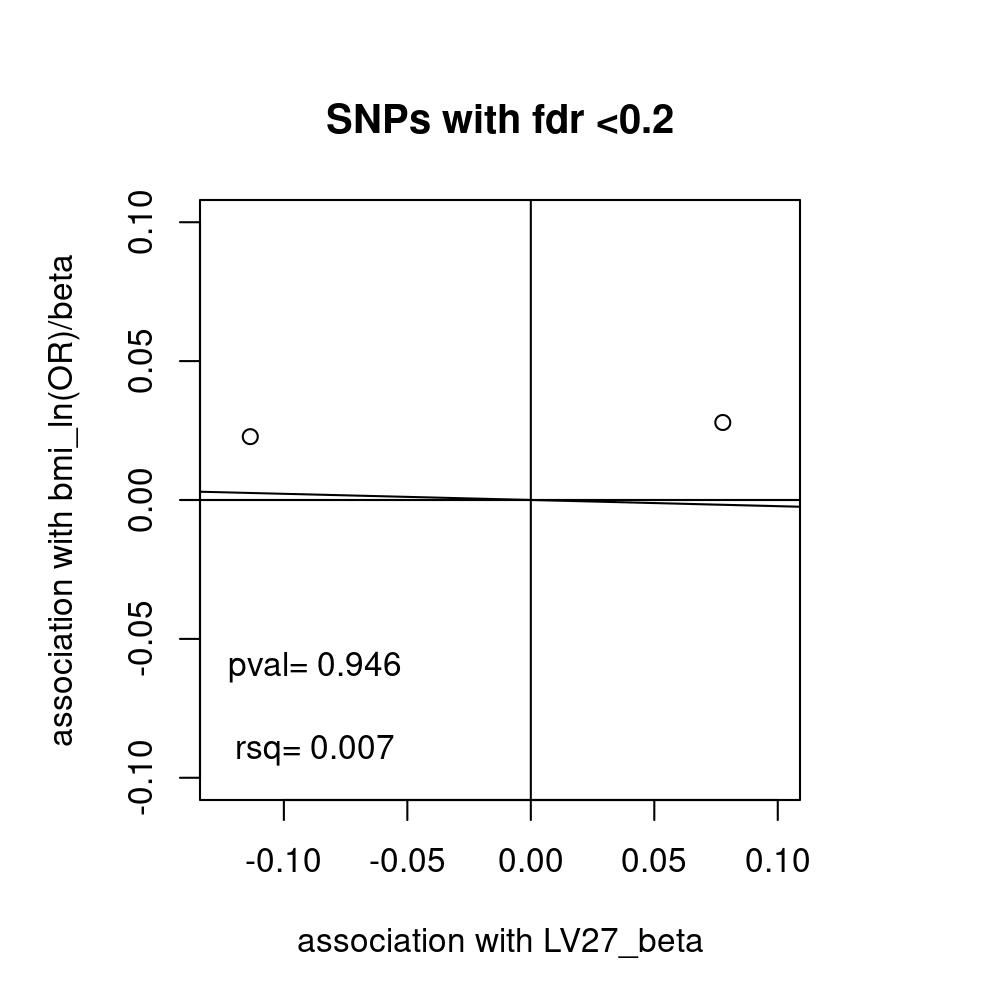 SNPs with fdr <0.2
association with bmi_ln(OR)/beta
0.10
0.05
0.00
-0.05
-0.10
pval= 0.946
rsq= 0.007
-0.10 -0.05 0.00 0.05 0.10
association with LV27_beta